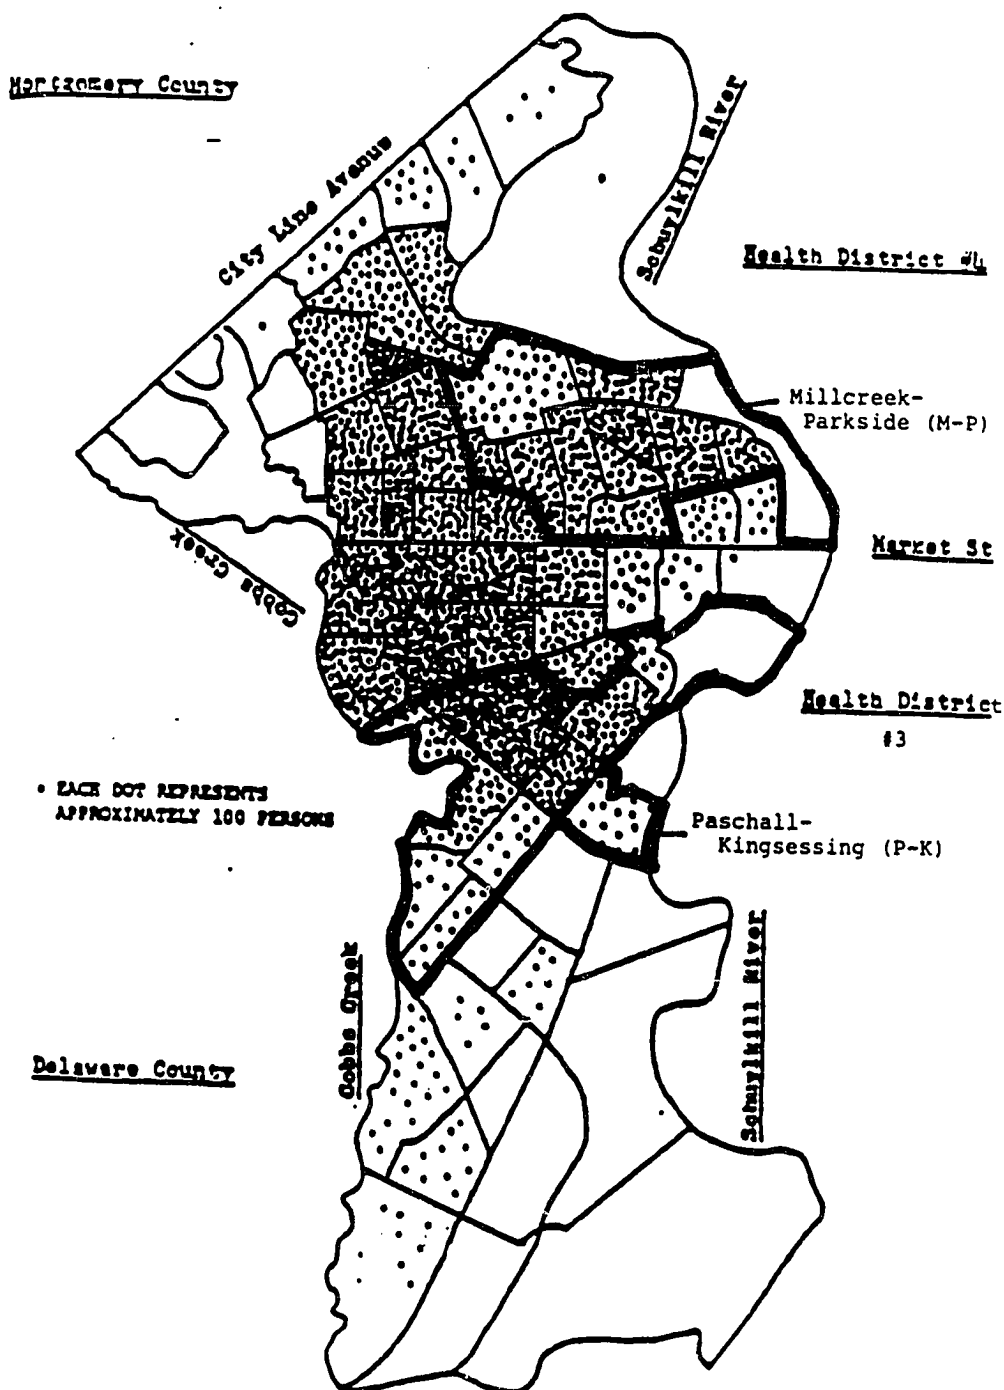 Montgomery County
City Line Avenue
Schuylkill River
Health District #4
Millcreek-
Parkside (M-P)
Market St
Cobbs Creek
Health District
#3
• EACH DOT REPRESENTS
APPROXIMATELY 100 PERSONS
Paschall-
Kingsessing (P-K)
Cobbs Creek
Schuylkill River
Delaware County